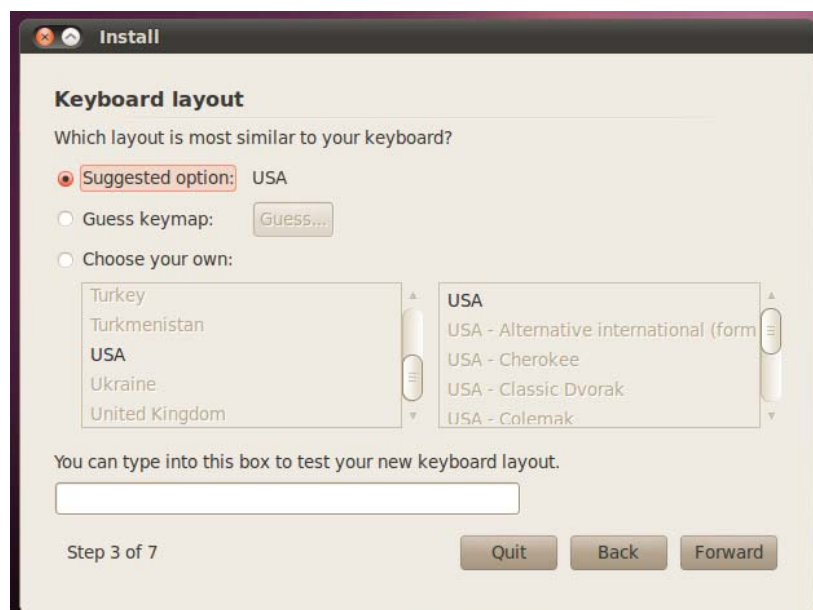 Install
Keyboard layout
Which layout is most similar to your keyboard?
Suggested option: USA
Guess keymap: Guess...
Choose your own:
Turkey
Turkmenistan
USA
Ukraine
United Kingdom
USA
USA - Alternative international (form
USA - Cherokee
USA - Classic Dvorak
USA - Colemak
You can type into this box to test your new keyboard layout.
Step 3 of 7 Quit Back Forward